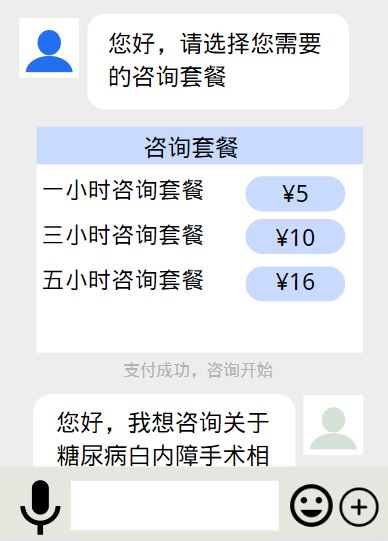 您好，请选择您需要
的咨询套餐
咨询套餐
一小时咨询套餐 ¥5
三小时咨询套餐 ¥10
五小时咨询套餐 ¥16
支付成功，咨询开始
您好，我想咨询关于
糖尿病白内障手术相